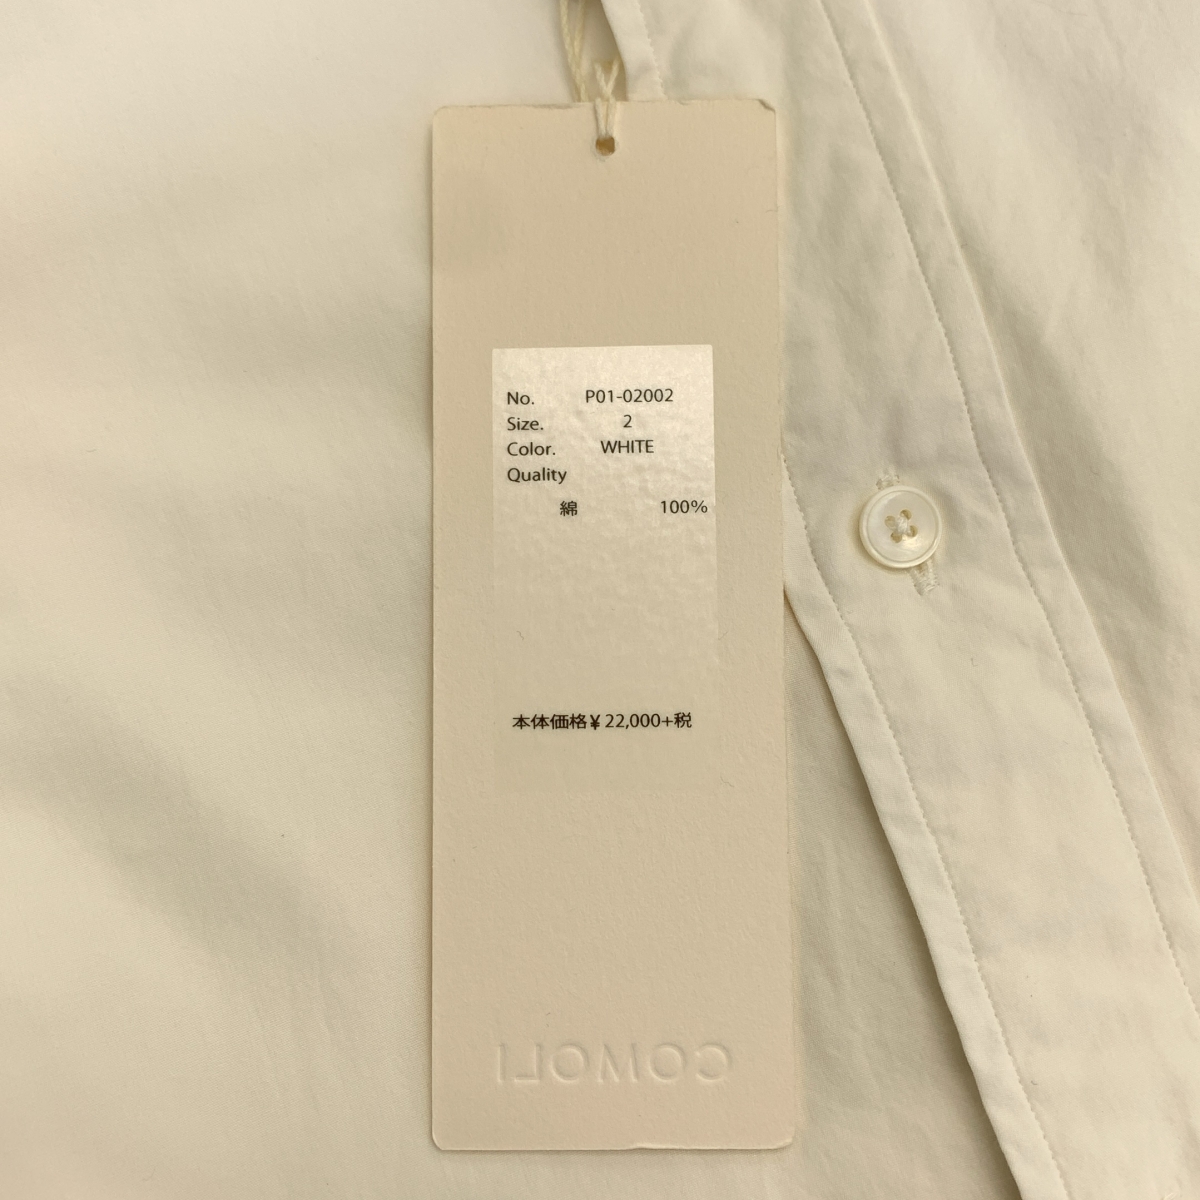 No. P01-02002
Size. 2
Color. WHITE
Quality
綿 100%
本体価格¥22,000+税
COMOLI